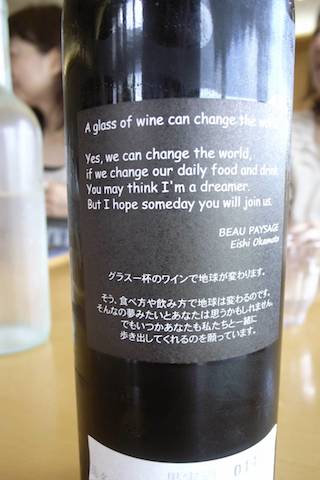 A glass of wine can change the
Yes, we can change the world,
if we change our daily food and drink.
You may think I'm a dreamer.
But I hope someday you will join us.
BEAU PAYSAGE
Eishi Okamoto
グラス一杯のワインで地球が変わります。
そう、食べ方や飲み方で地球は変わるのです。
そんなの夢みたいとあなたは思うかもしれません。
でもいつかあなたも私たちと一緒に
歩き出してくれるのを願っています。